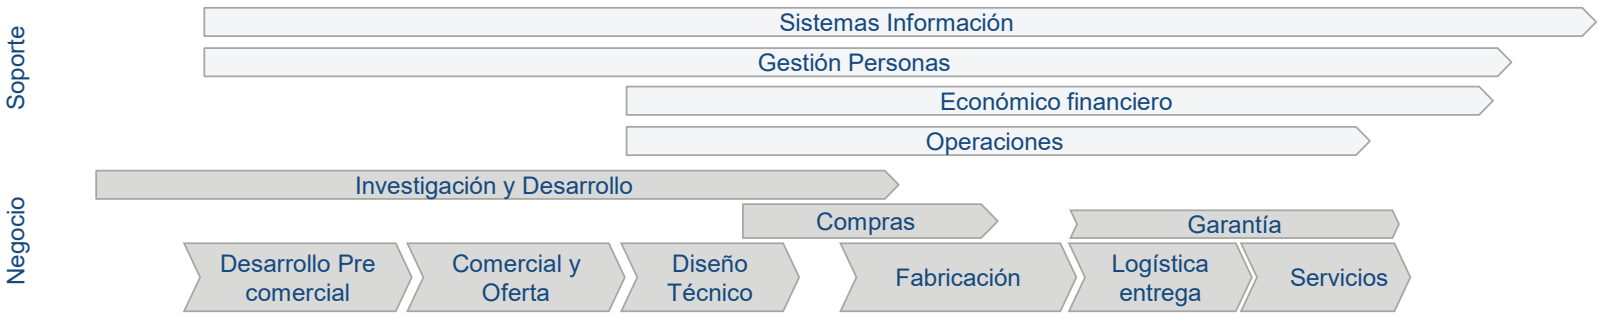 Soporte
Sistemas Información
Gestión Personas
Económico financiero
Operaciones
Negocio
Investigación y Desarrollo
Compras
Garantía
Desarrollo Pre
comercial
Comercial y
Oferta
Diseño
Técnico
Fabricación
Logística
entrega
Servicios